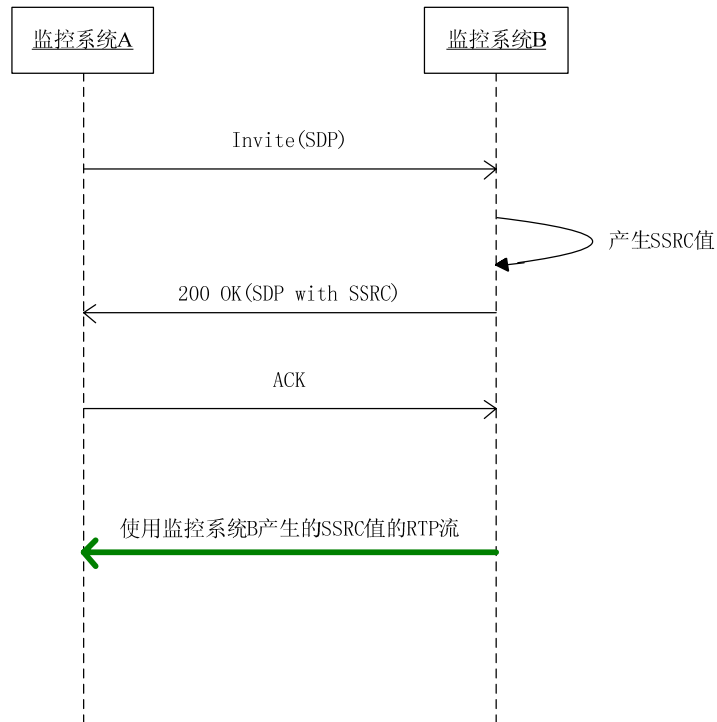 监控系统A
监控系统B
Invite(SDP)
产生SSRC值
200 OK(SDP with SSRC)
ACK
使用监控系统B产生的SSRC值的RTP流